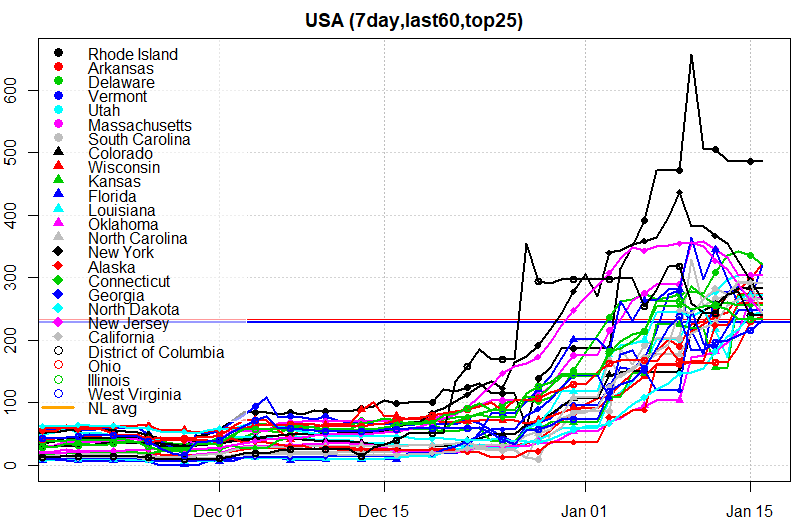 USA (7day,last60,top25)
600
500
400
300
200
100
0
Rhode Island
Arkansas
Delaware
Vermont
Utah
Massachusetts
South Carolina
Colorado
Wisconsin
Kansas
Florida
Louisiana
Oklahoma
North Carolina
New York
Alaska
Connecticut
Georgia
North Dakota
New Jersey
California
District of Columbia
Ohio
Illinois
West Virginia
NL avg
Dec 01
Dec 15
Jan 01
Jan 15